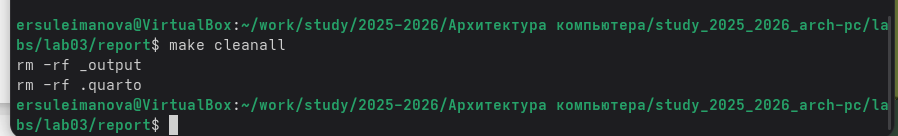 ersuleimanova@VirtualBox:~/work/study/2025-2026/Архитектура компьютера/study_2025_2026_arch-pc/la
bs/lab03/report$ make cleanall
rm -rf _output
rm -rf .quarto
ersuleimanova@VirtualBox:~/work/study/2025-2026/Архитектура компьютера/study_2025_2026_arch-pc/la
bs/lab03/report$